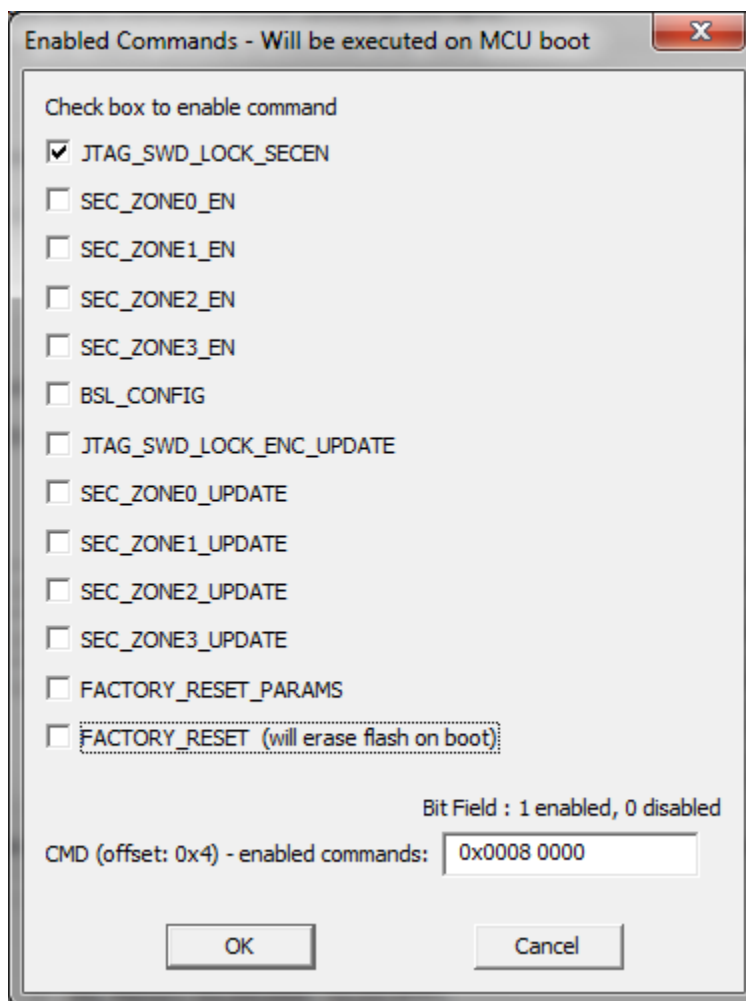 Enabled Commands - Will be executed on MCU boot
Check box to enable command
JTAG_SWD_LOCK_SECEN
SEC_ZONE0_EN
SEC_ZONE1_EN
SEC_ZONE2_EN
SEC_ZONE3_EN
BSL_CONFIG
JTAG_SWD_LOCK_ENC_UPDATE
SEC_ZONE0_UPDATE
SEC_ZONE1_UPDATE
SEC_ZONE2_UPDATE
SEC_ZONE3_UPDATE
FACTORY_RESET_PARAMS
FACTORY_RESET (will erase flash on boot)
Bit Field : 1 enabled, 0 disabled
CMD (offset: 0x4) - enabled commands: 0x0008 0000
OK Cancel